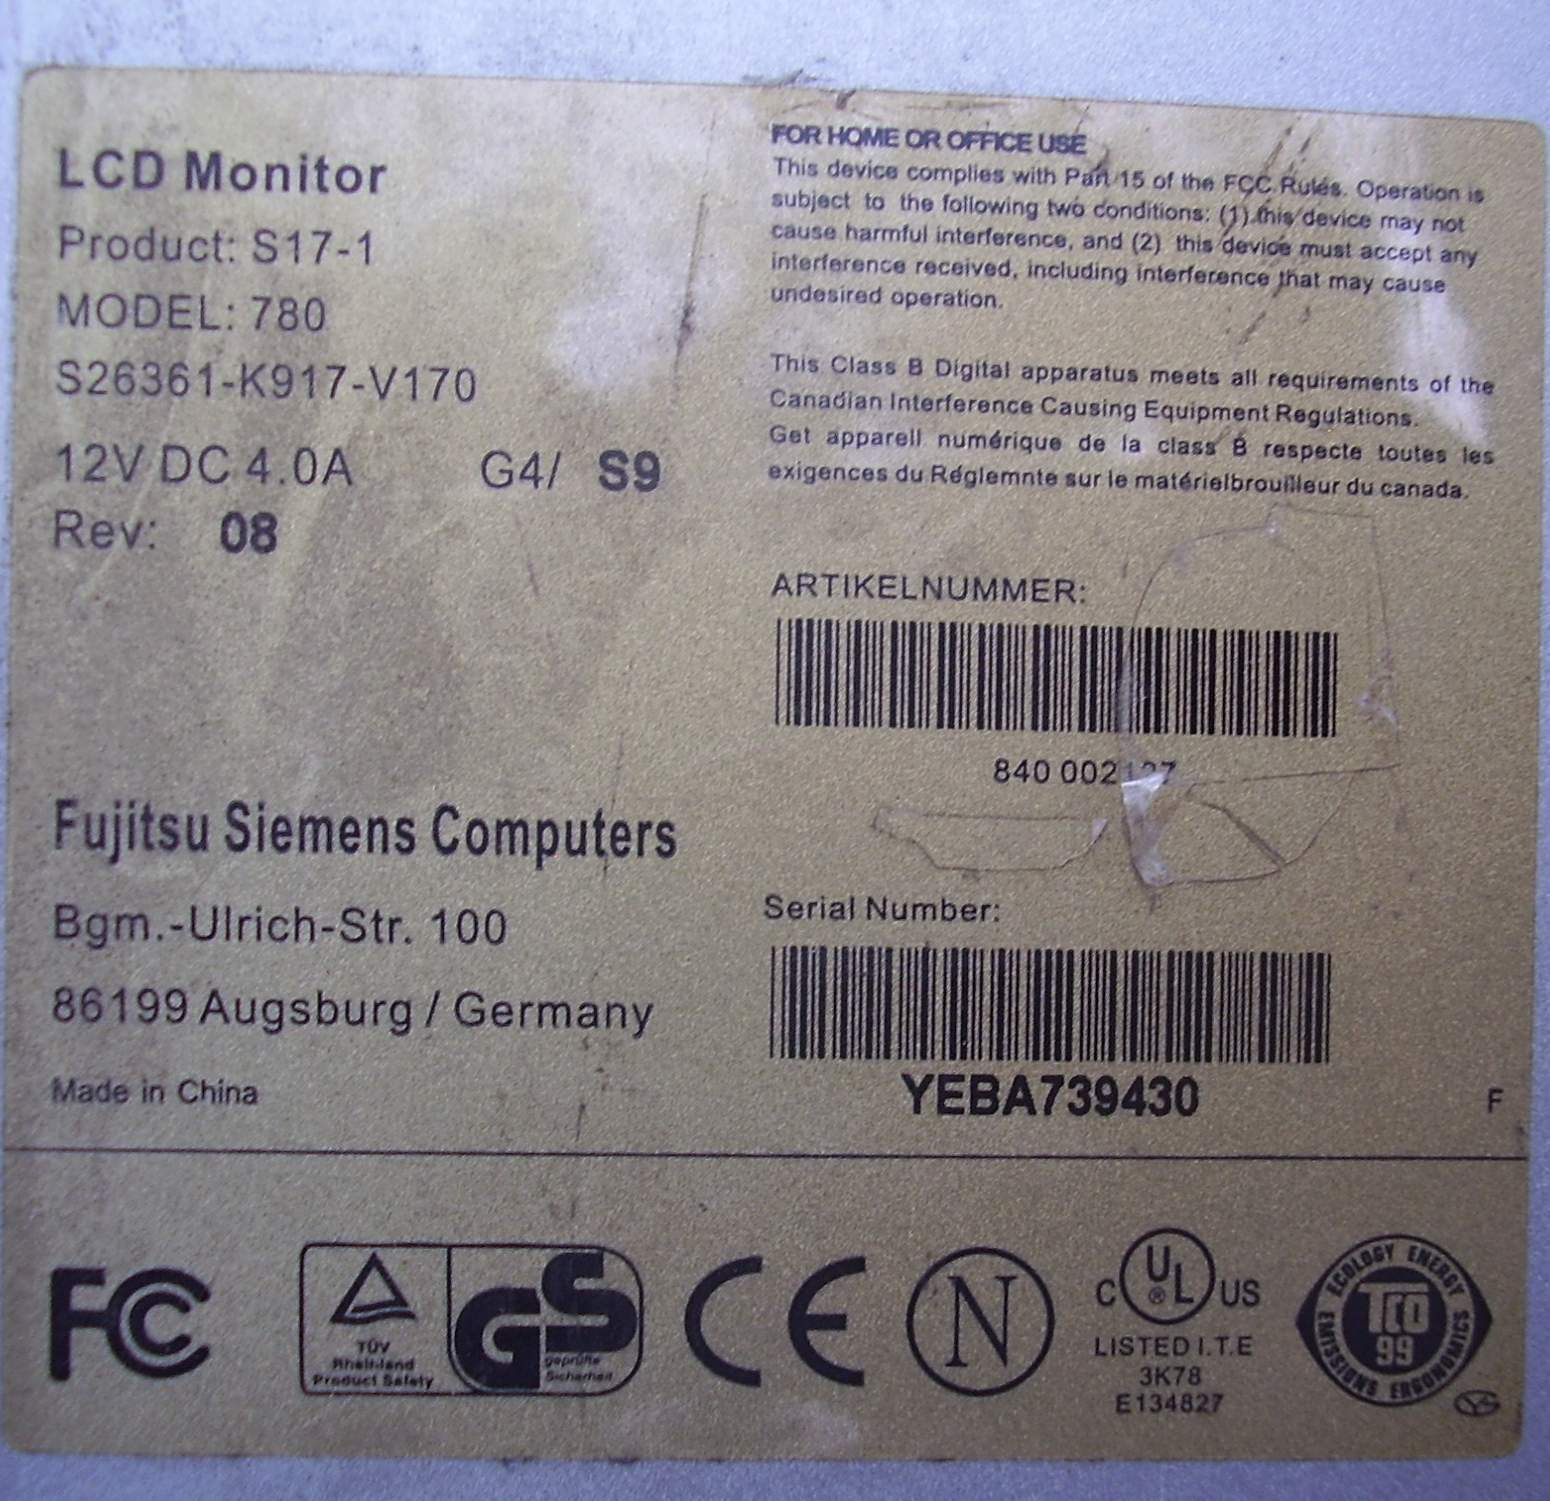 LCD Monitor
Product: S17-1
MODEL: 780
S26361-K917-V170
12V DC 4.0A G4/ S9
Rev: 08
Fujitsu Siemens Computers
Bgm.-Ulrich-Str. 100
86199 Augsburg / Germany
Made in China
FOR HOME OR OFFICE USE
This device complies with Part 15 of the FCC Rules. Operation is
subject to the following two conditions: (1) this device may not
cause harmful interference, and (2) this device must accept any
interference received, including interference that may cause
undesired operation.
This Class B Digital apparatus meets all requirements of the
Canadian Interference Causing Equipment Regulations.
Get apparell numérique de la class B respecte toutes les
exigences du Réglemnte sur le matérielbrouilleur du canada.
ARTIKELNUMMER:
840
Serial Number:
YEBA739430
F
FC
TÜV
Rheinland
Product Safety
GS
geprüfte
Sicherheit
CE
N
C UL ® US
LISTED I.T.E
3K78
E134827
ECOLOGY ENERGY
EMISSIONS ERGONOMICS
TCO
99